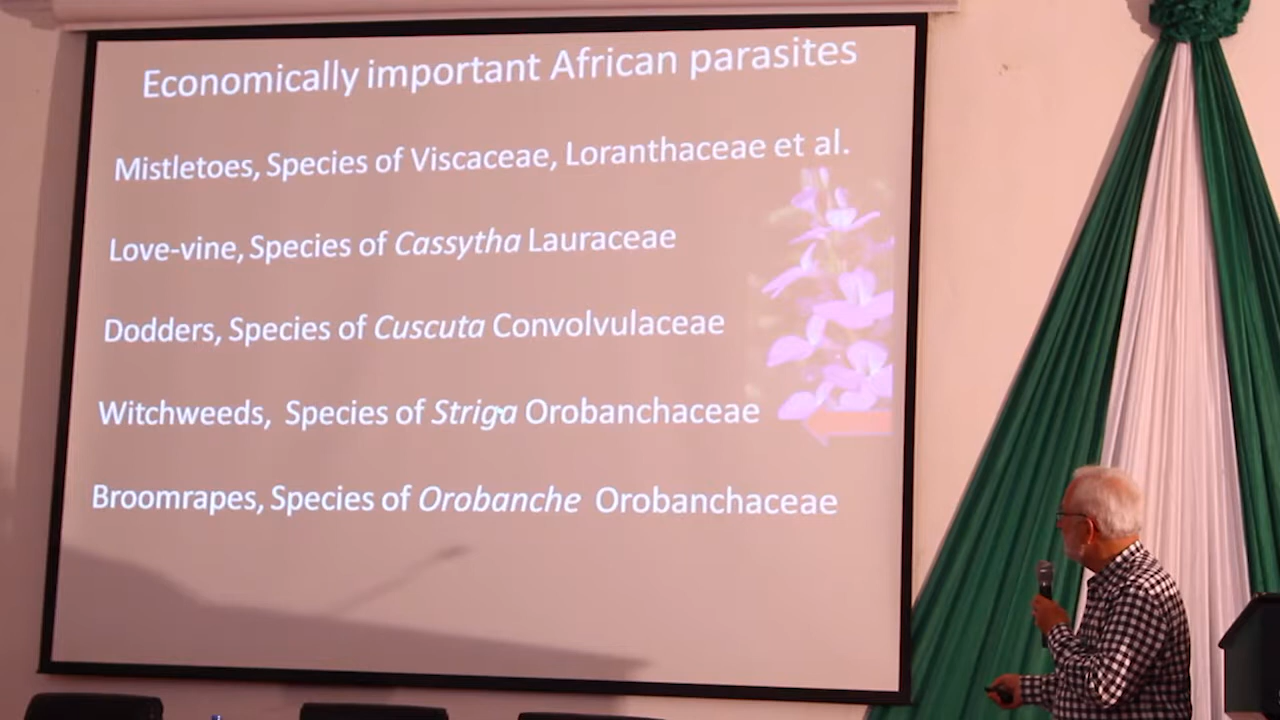 Economically important African parasites
Mistletoes, Species of Viscaceae, Loranthaceae et al.
Love-vine, Species of Cassytha Lauraceae
Dodders, Species of Cuscuta Convolvulaceae
Witchweeds, Species of Striga Orobanchaceae
Broomrapes, Species of Orobanche Orobanchaceae